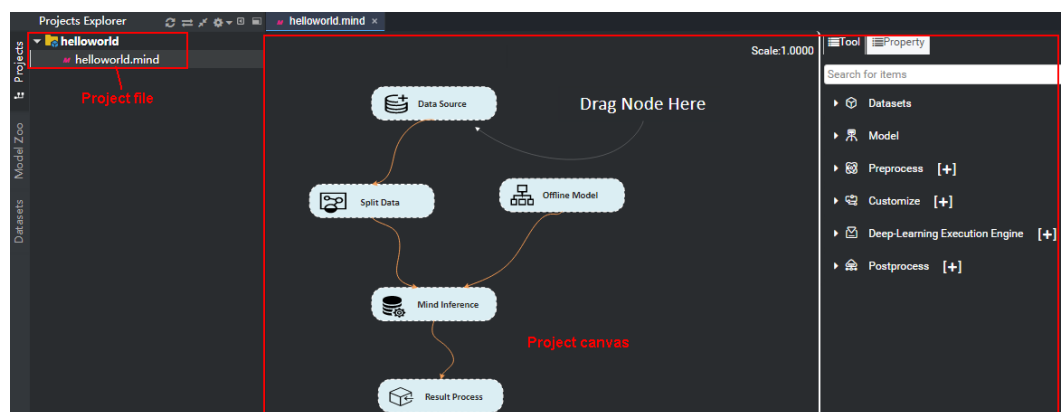 Projects Explorer
helloworld
helloworld.mind
Project file
Projects
Model Zoo
Datasets
helloworld.mind ×
Scale:1.0000
Data Source
Drag Node Here
Split Data
Offline Model
Mind Inference
Project canvas
Result Process
Tool
Property
Search for items
Datasets
Model
Preprocess [+]
Customize [+]
Deep-Learning Execution Engine [+]
Postprocess [+]